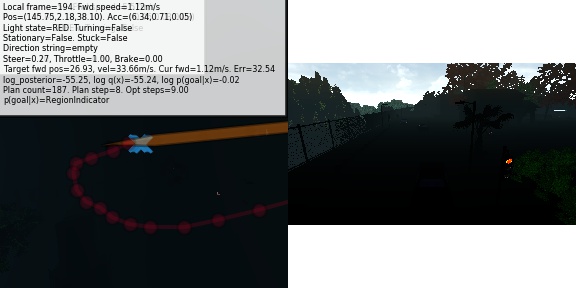 Local frame=194. Fwd speed=1.12m/s
Pos=(145.75,2.18,38.10). Acc=(6.34,0.71,0.05)
Light state=RED. Turning=False
Stationary=False. Stuck=False
Direction string=empty
Steer=0.27, Throttle=1.00, Brake=0.00
Target fwd pos=26.93, vel=33.66m/s. Cur fwd=1.12m/s. Err=32.54
log_posterior=-55.25, log q(x)=-55.24, log p(goal|x)=-0.02
Plan count=187. Plan step=8. Opt steps=9.00
p(goal|x)=RegionIndicator